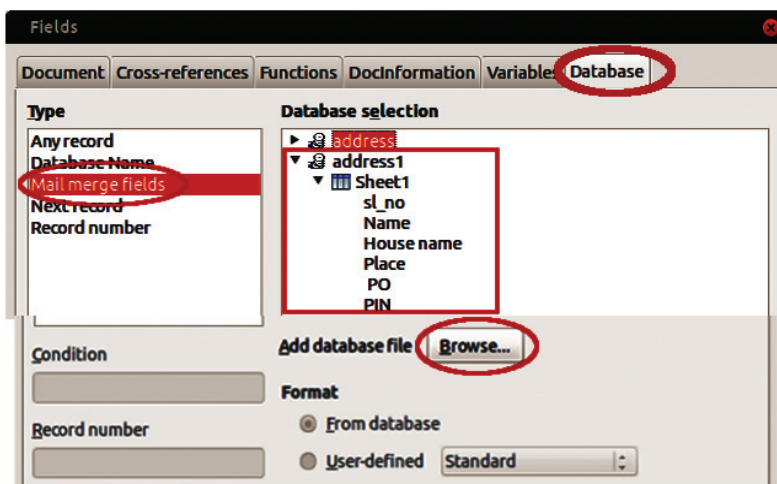 Fields
Document Cross-references Functions DocInformation Variables Database
Type
Any record
Database Name
Mail merge fields
Next record
Record number
Database selection
address
address1
Sheet1
sl_no
Name
House name
Place
PO
PIN
Add database file Browse...
Condition
Record number
Format
From database
User-defined Standard